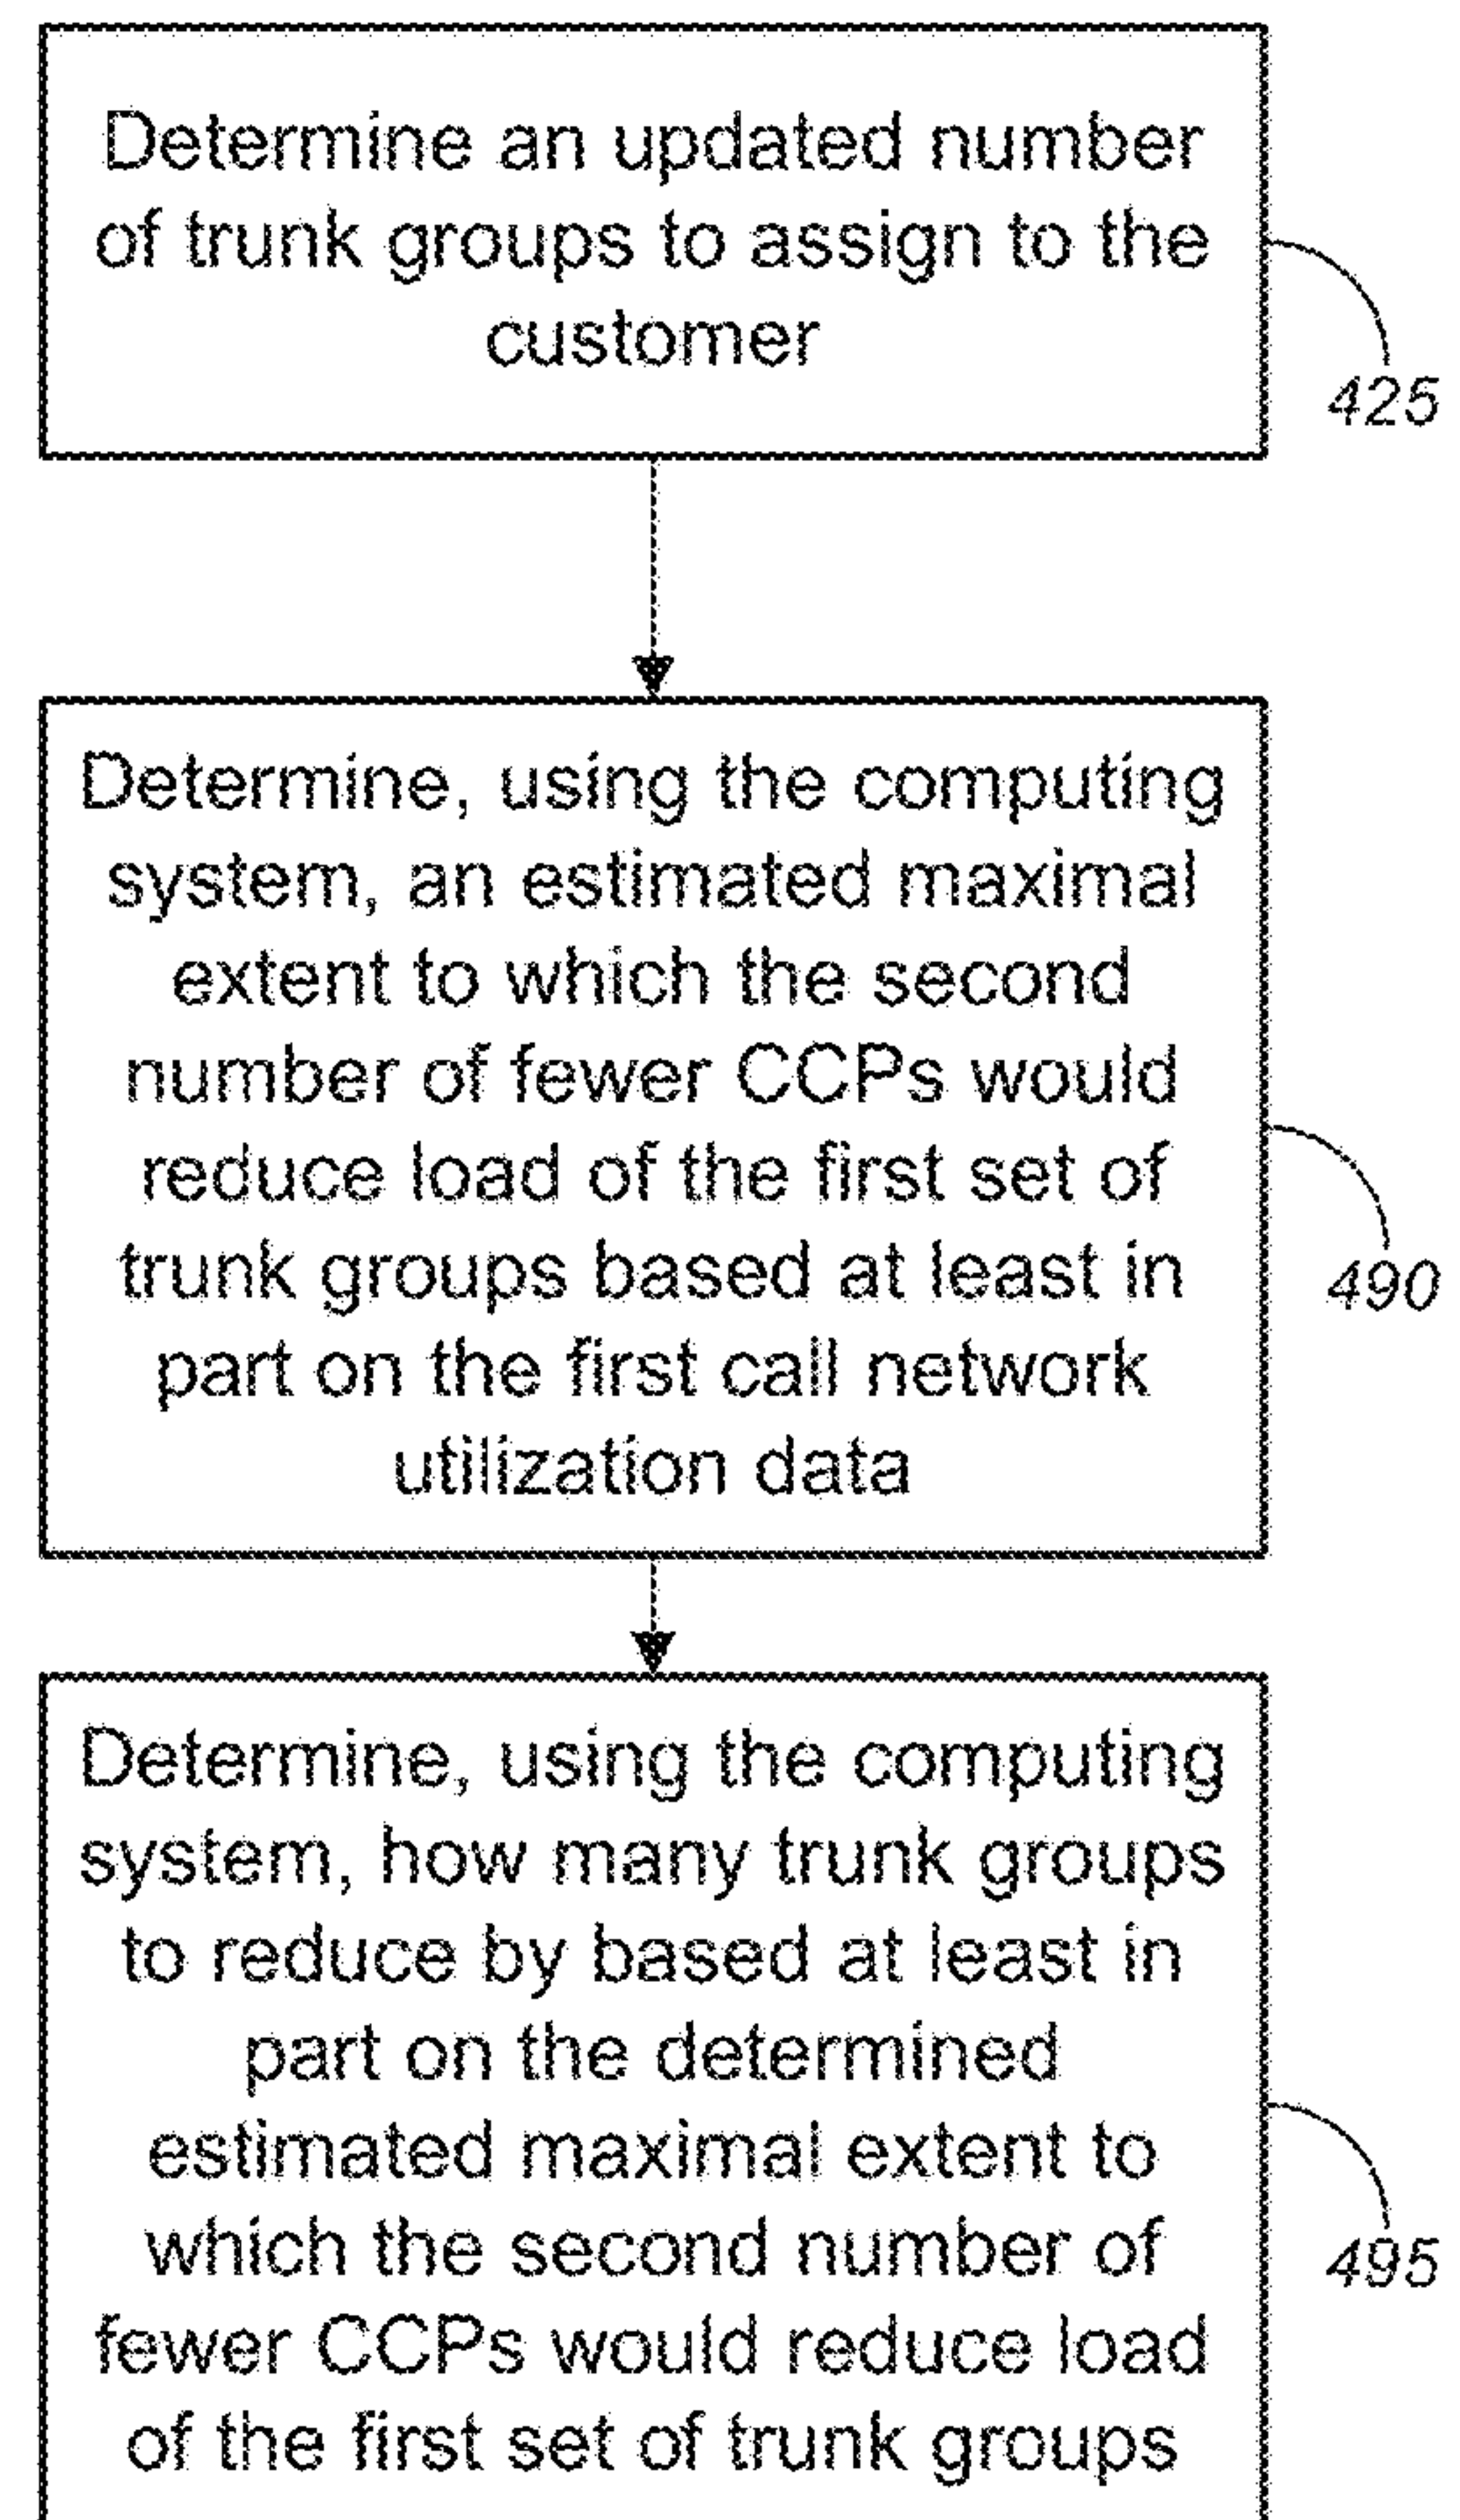 Determine an updated number
of trunk groups to assign to the
customer
425
Determine, using the computing
system, an estimated maximal
extent to which the second
number of fewer CCPs would
reduce load of the first set of
trunk groups based at least in
part on the first call network
utilization data
490
Determine, using the computing
system, how many trunk groups
to reduce by based at least in
part on the determined
estimated maximal extent to
which the second number of
fewer CCPs would reduce load
of the first set of trunk groups
495